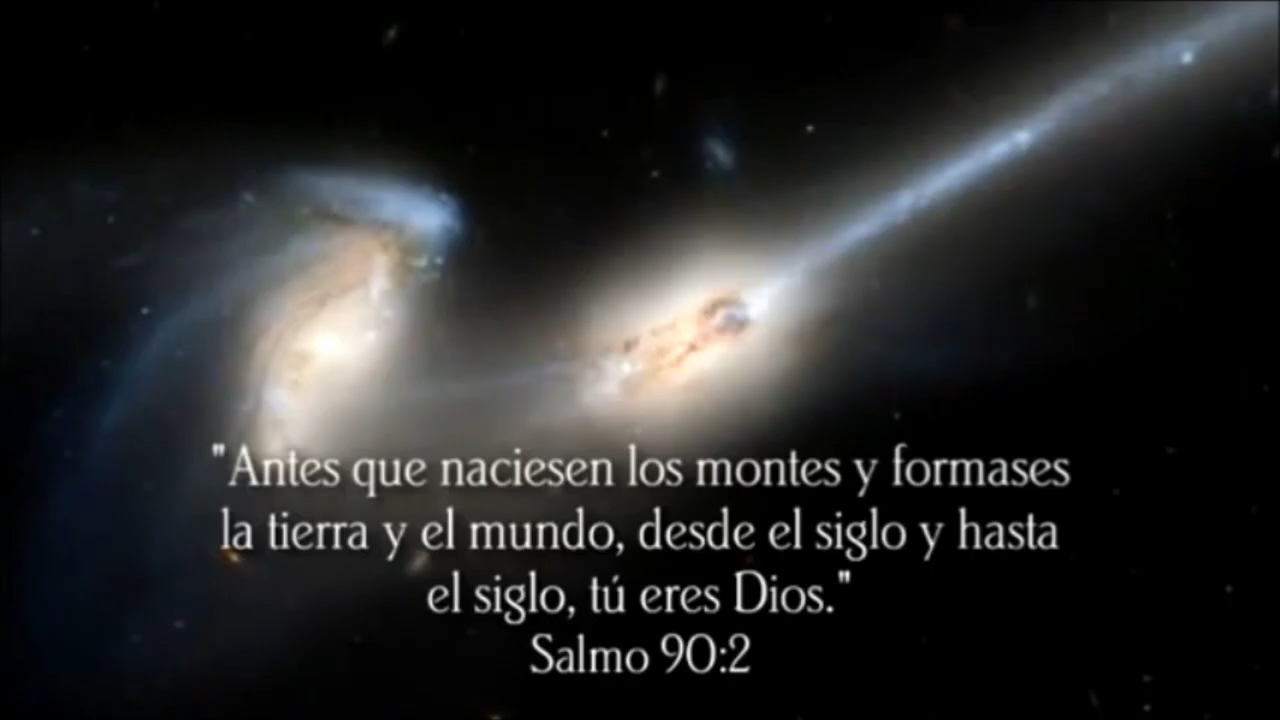 "Antes que naciesen los montes y formases
la tierra y el mundo, desde el siglo y hasta
el siglo, tú eres Dios."
Salmo 90:2